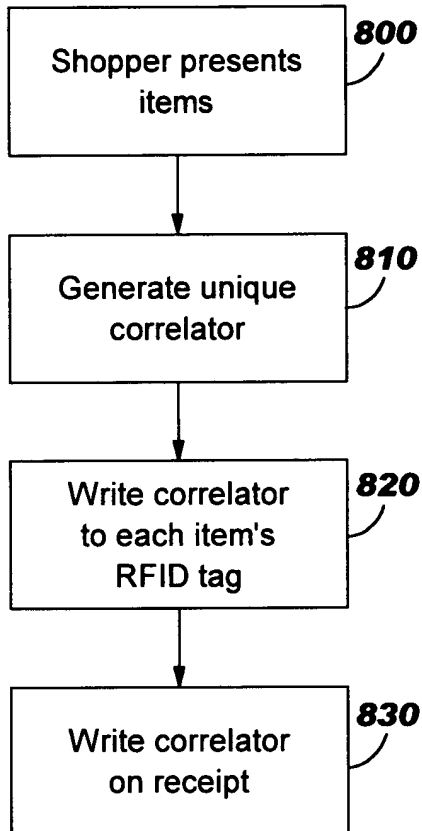 800
Shopper presents
items
810
Generate unique
correlator
820
Write correlator
to each item's
RFID tag
830
Write correlator
on receipt